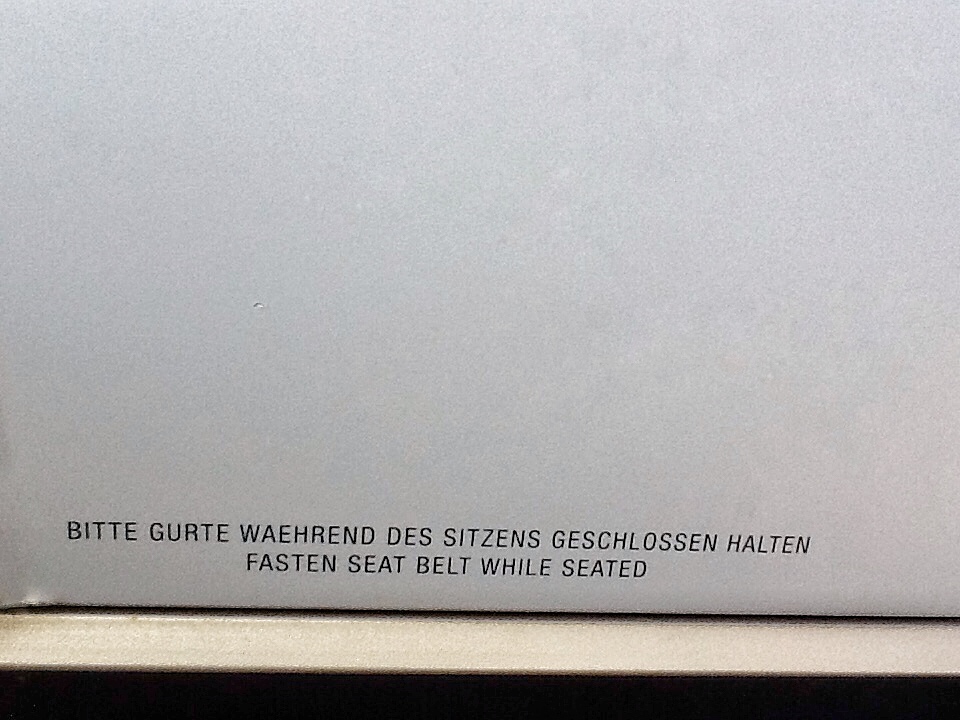 BITTE GURTE WAEHREND DES SITZENS GESCHLOSSEN HALTEN
FASTEN SEAT BELT WHILE SEATED